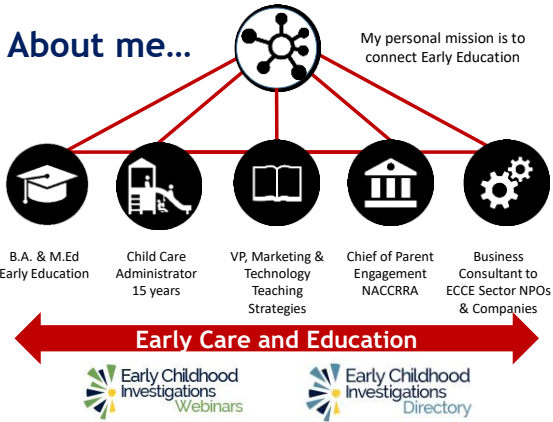 About me…
My personal mission is to
connect Early Education
B.A. & M.Ed
Early Education
Child Care
Administrator
15 years
VP, Marketing &
Technology
Teaching
Strategies
Chief of Parent
Engagement
NACCRRA
Business
Consultant to
ECCE Sector NPOs
& Companies
Early Care and Education
Early Childhood
Investigations
Webinars
Early Childhood
Investigations
Directory